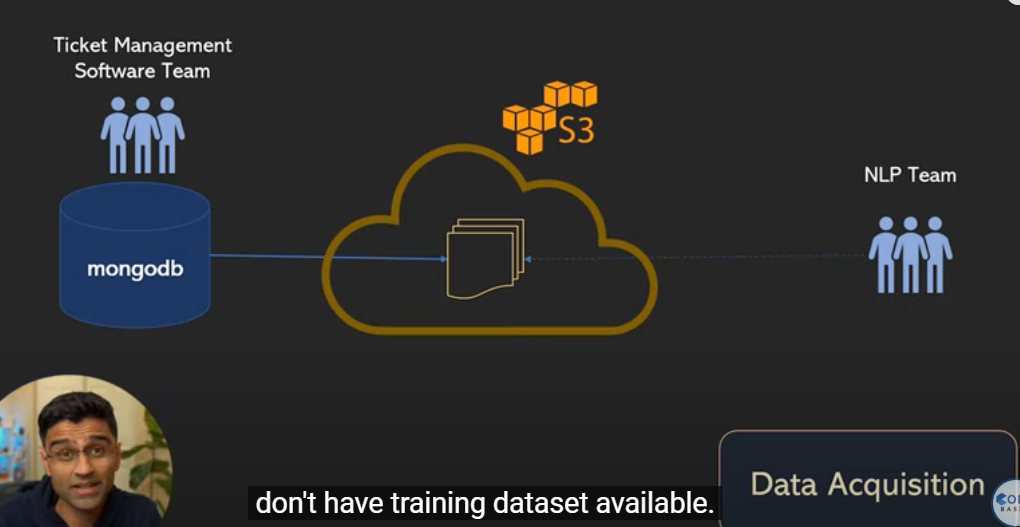 Ticket Management
Software Team
S3
NLP Team
mongodb
Data Acquisition
don't have training dataset available.